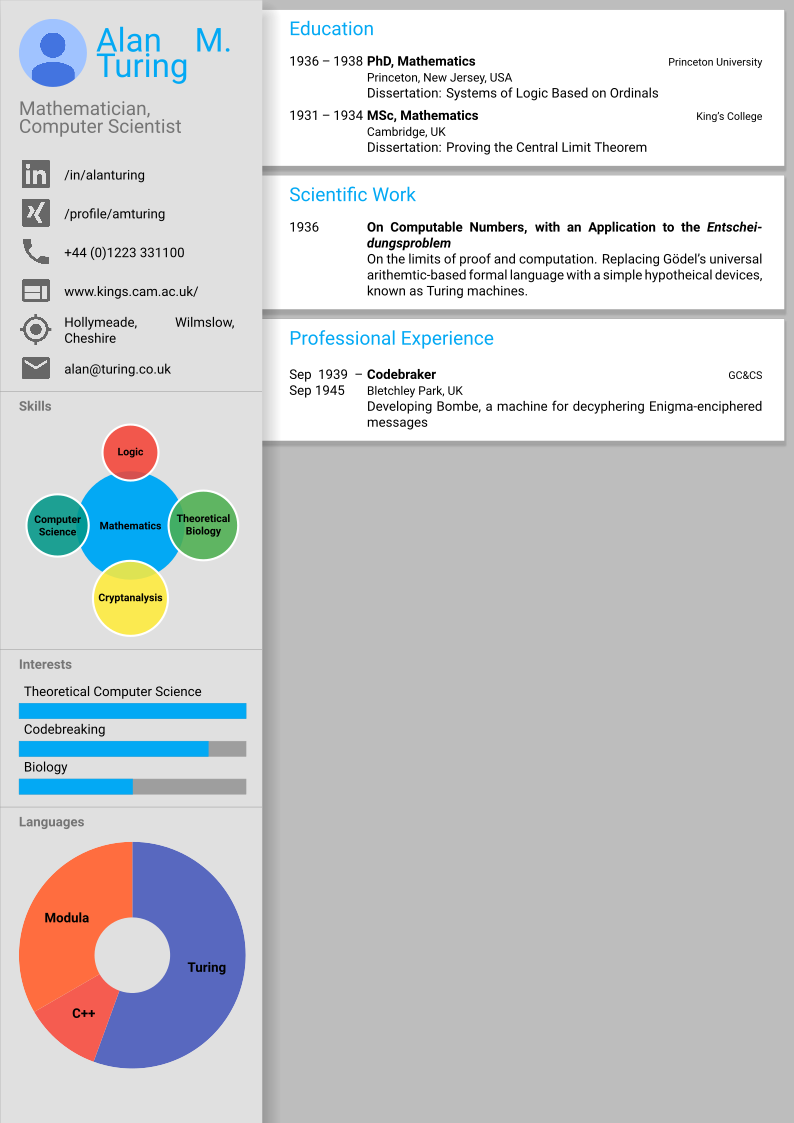 Alan M.
Turing
Mathematician,
Computer Scientist
/in/alanturing
/profile/amturing
+44 (0)1223 331100
www.kings.cam.ac.uk/
Hollymeade, Wilmslow,
Cheshire
alan@turing.co.uk
Skills
Logic
Computer
Science
Mathematics
Theoretical
Biology
Cryptanalysis
Interests
Theoretical Computer Science
Codebreaking
Biology
Languages
Modula
Turing
C++
Education
1936 – 1938 PhD, Mathematics Princeton University
Princeton, New Jersey, USA
Dissertation: Systems of Logic Based on Ordinals
1931 – 1934 MSc, Mathematics King's College
Cambridge, UK
Dissertation: Proving the Central Limit Theorem
Scientific Work
1936 On Computable Numbers, with an Application to the Entschei-
dungsproblem
On the limits of proof and computation. Replacing Gödel's universal
arithemtic-based formal language with a simple hypotheical devices,
known as Turing machines.
Professional Experience
Sep 1939 – Codebraker GC&CS
Sep 1945 Bletchley Park, UK
Developing Bombe, a machine for decyphering Enigma-enciphered
messages